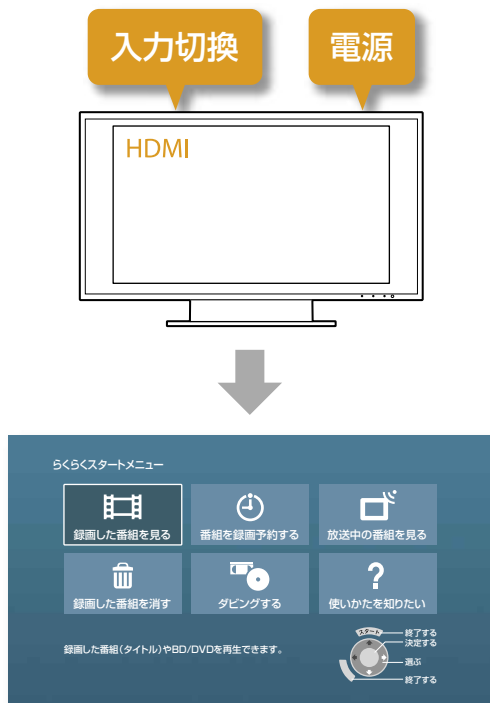 入力切換
電源
HDMI
らくらくスタートメニュー
録画した番組を見る
番組を録画予約する
放送中の番組を見る
録画した番組を消す
ダビングする
使いかたを知りたい
録画した番組(タイトル)やBD/DVDを再生できます。
スタート
終了する
決定する
選ぶ
終了する